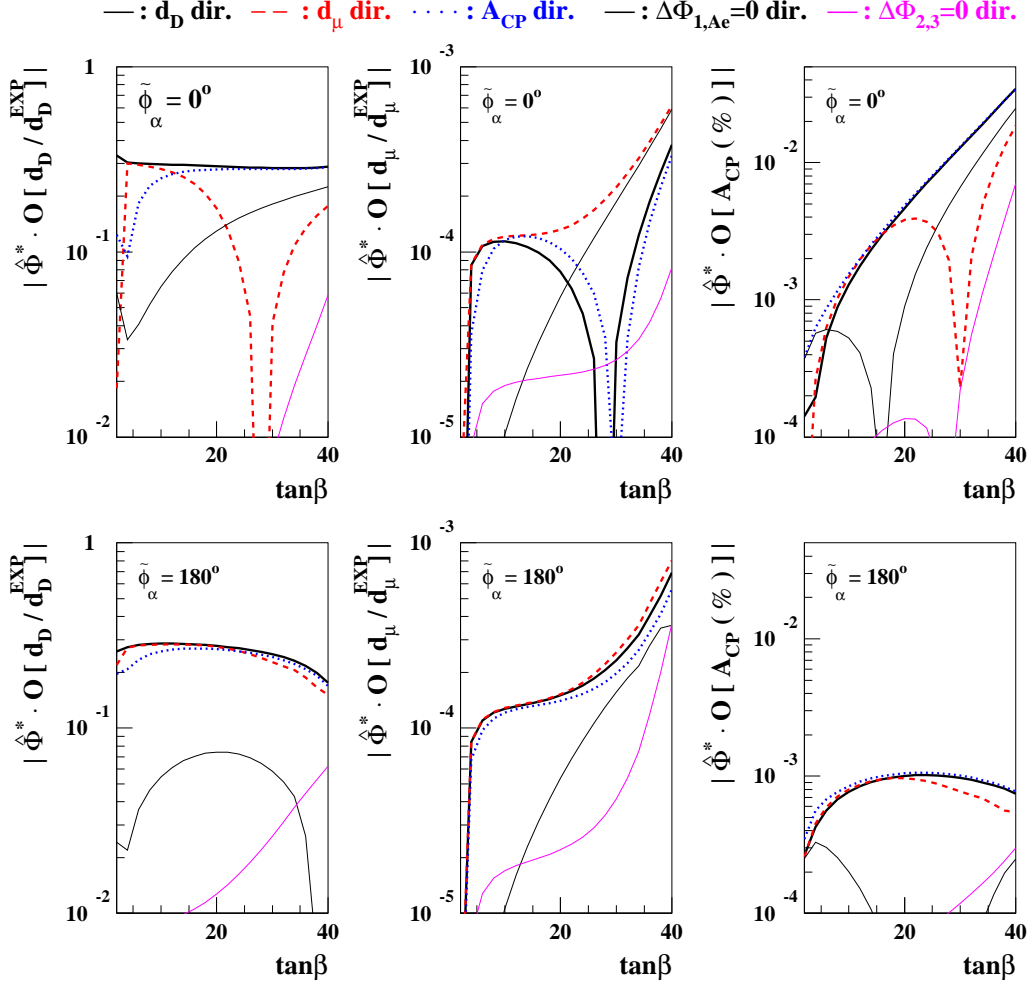 — : d_D dir. – – : d_μ dir. · · · · : A_CP dir. — : ΔΦ_1,Ae=0 dir. — : ΔΦ_2,3=0 dir.
| Φ̂* · O [ d_D / d_D^EXP ] |
1
10^-1
10^-2
φ̃_α = 0°
20
40
tanβ
| Φ̂* · O [ d_μ / d_μ^EXP ] |
10^-3
10^-4
10^-5
φ̃_α = 0°
20
40
tanβ
| Φ̂* · O [ A_CP ( % ) ] |
10^-2
10^-3
10^-4
φ̃_α = 0°
20
40
tanβ
| Φ̂* · O [ d_D / d_D^EXP ] |
1
10^-1
10^-2
φ̃_α = 180°
20
40
tanβ
| Φ̂* · O [ d_μ / d_μ^EXP ] |
10^-3
10^-4
10^-5
φ̃_α = 180°
20
40
tanβ
| Φ̂* · O [ A_CP ( % ) ] |
10^-2
10^-3
10^-4
φ̃_α = 180°
20
40
tanβ